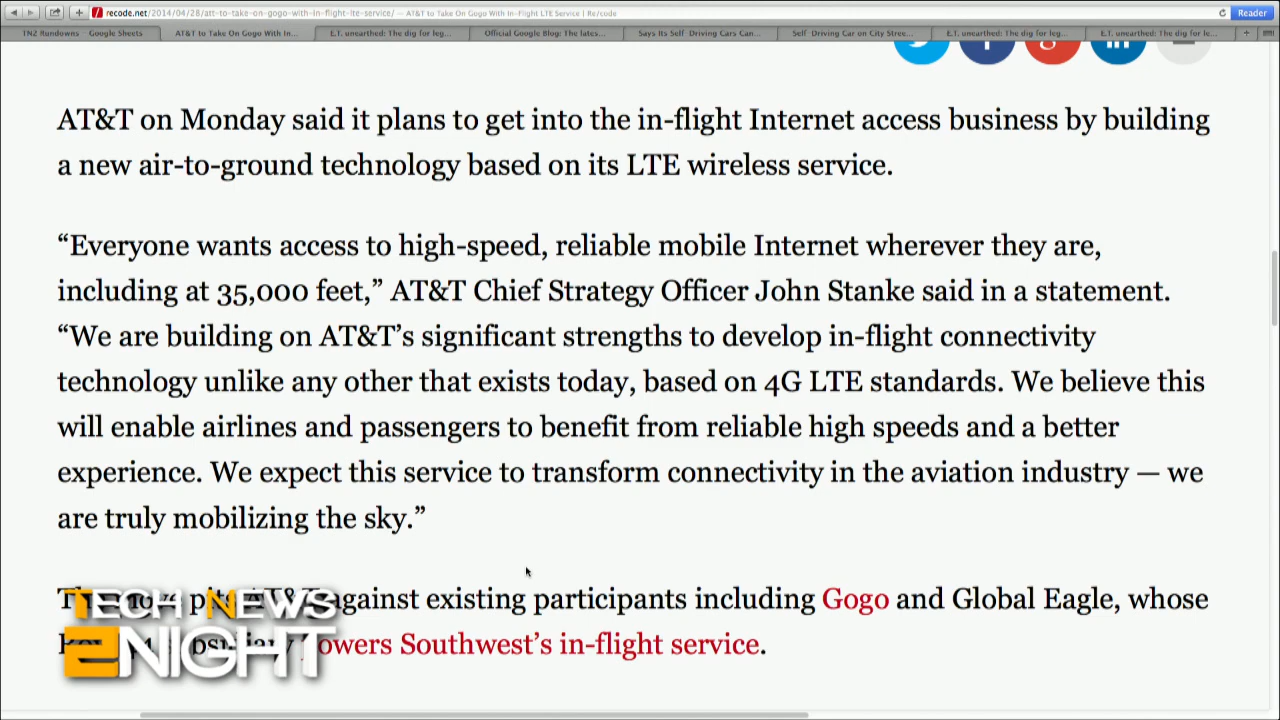 recode.net/2014/04/28/att-to-take-on-gogo-with-in-flight-lte-service/ — AT&T to Take On Gogo With In-Flight LTE Service | Re/code
Reader
TN2 Rundowns - Google Sheets
AT&T to Take On Gogo With In...
E.T. unearthed: The dig for leg...
Official Google Blog: The lates...
Says Its Self-Driving Cars Can...
Self-Driving Car on City Stree...
E.T. unearthed: The dig for leg...
E.T. unearthed: The dig for le...
AT&T on Monday said it plans to get into the in-flight Internet access business by building
a new air-to-ground technology based on its LTE wireless service.
“Everyone wants access to high-speed, reliable mobile Internet wherever they are,
including at 35,000 feet,” AT&T Chief Strategy Officer John Stanke said in a statement.
“We are building on AT&T’s significant strengths to develop in-flight connectivity
technology unlike any other that exists today, based on 4G LTE standards. We believe this
will enable airlines and passengers to benefit from reliable high speeds and a better
experience. We expect this service to transform connectivity in the aviation industry — we
are truly mobilizing the sky.”
The move pits AT&T against existing participants including Gogo and Global Eagle, whose
subsidiary powers Southwest’s in-flight service.
TECH NEWS
2NIGHT